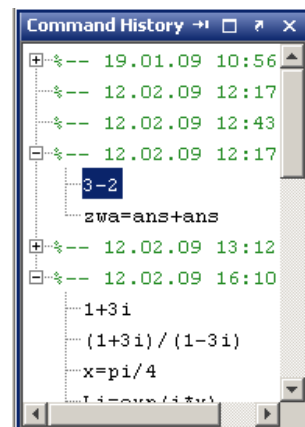 Command History
%-- 19.01.09 10:56
%-- 12.02.09 12:17
%-- 12.02.09 12:43
%-- 12.02.09 12:17
3-2
zwa=ans+ans
%-- 12.02.09 13:12
%-- 12.02.09 16:10
1+3i
(1+3i)/(1-3i)
x=pi/4